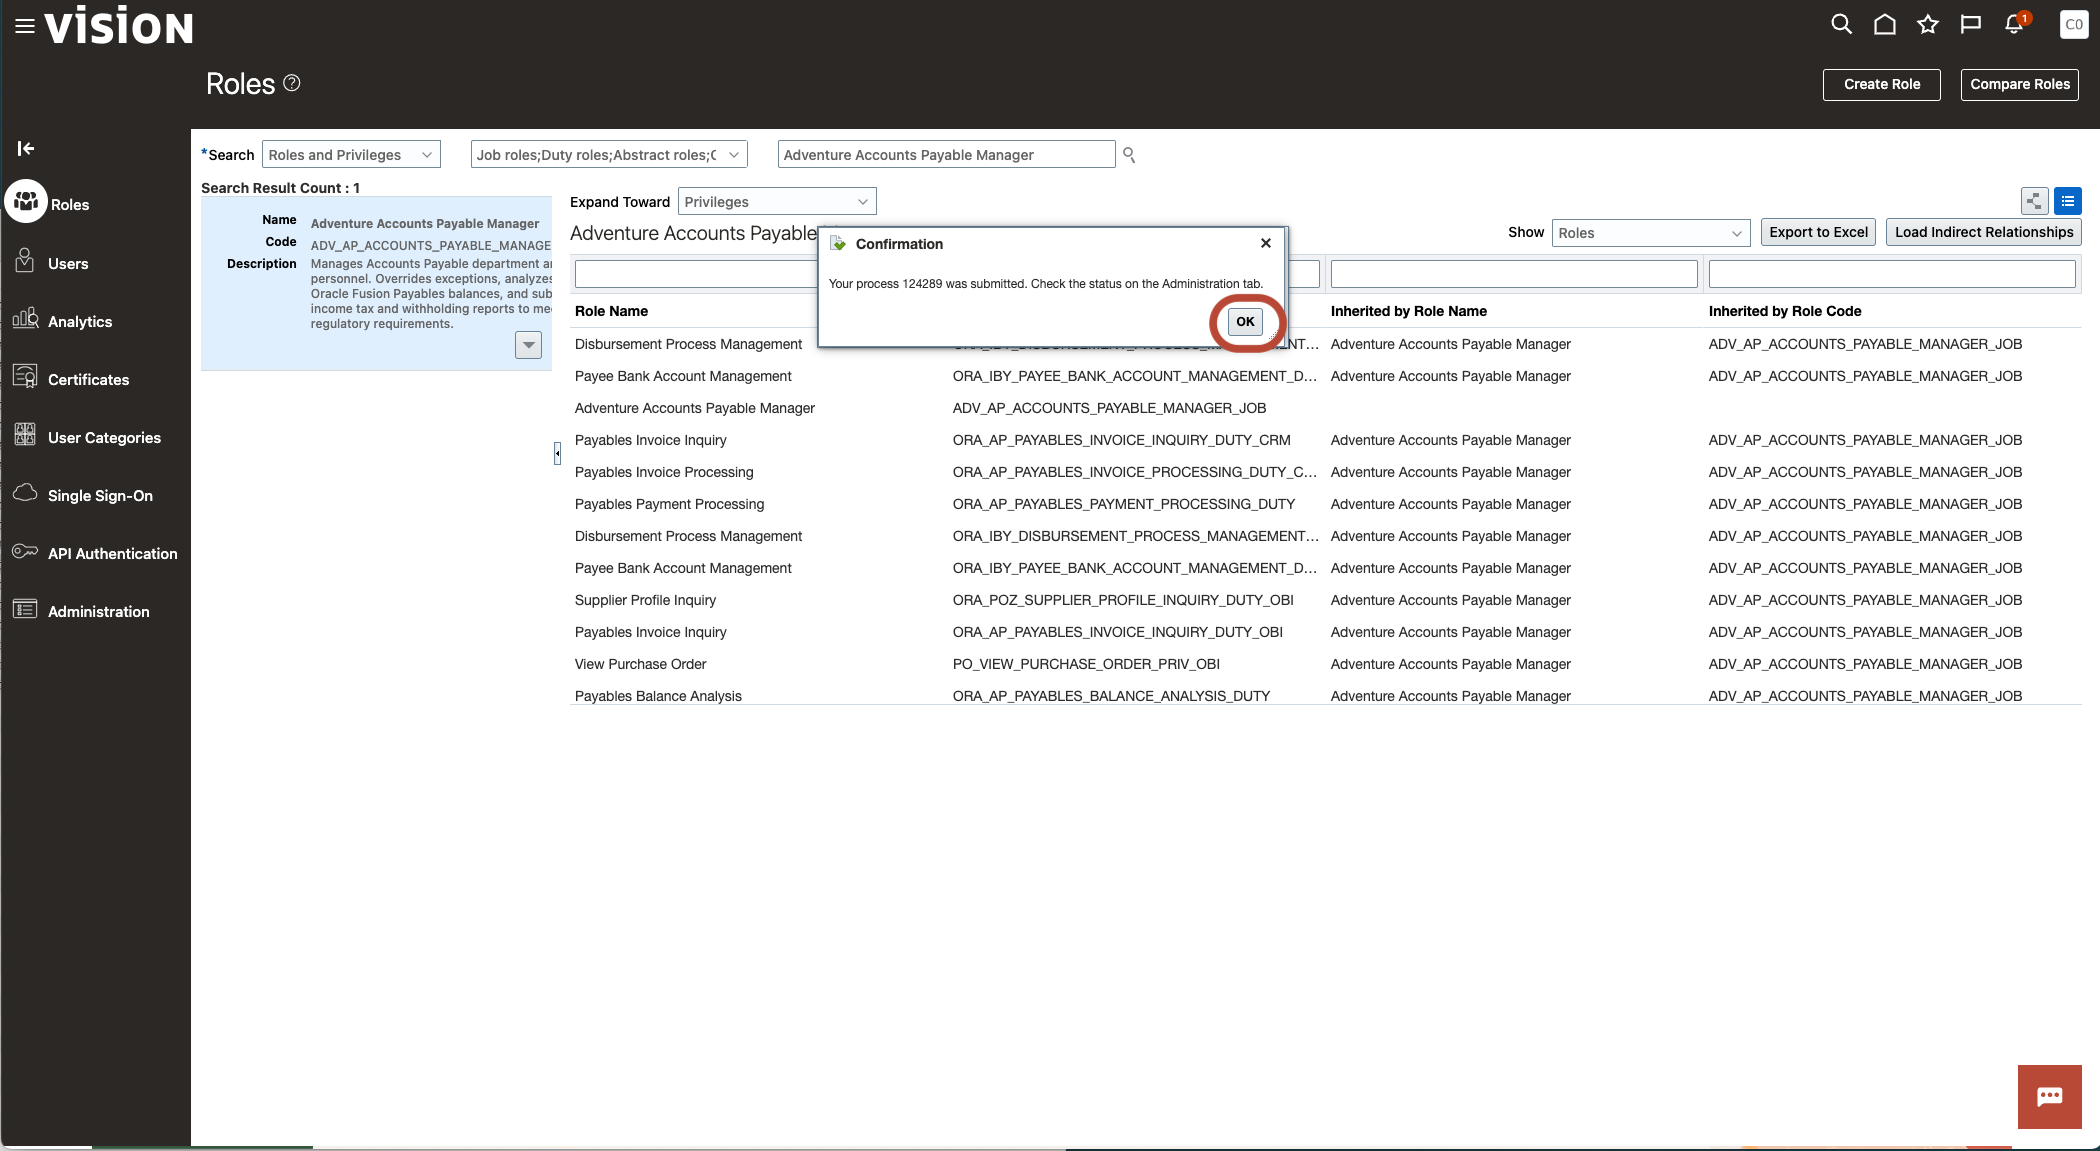 vision
1
C0
Roles ?
Create Role
Compare Roles
*Search
Roles and Privileges
Job roles;Duty roles;Abstract roles;
Adventure Accounts Payable Manager
Search Result Count : 1
Name
Adventure Accounts Payable Manager
Code
ADV_AP_ACCOUNTS_PAYABLE_MANAGE
Description
Manages Accounts Payable department
personnel. Overrides exceptions, analyzes
Oracle Fusion Payables balances, and
income tax and withholding reports to
regulatory requirements.
Roles
Users
Analytics
Certificates
User Categories
Single Sign-On
API Authentication
Administration
Expand Toward
Privileges
Adventure Accounts Payable
Show
Roles
Export to Excel
Load Indirect Relationships
Confirmation
Your process 124289 was submitted. Check the status on the Administration tab.
OK
Role Name
Inherited by Role Name
Inherited by Role Code
Disbursement Process Management
Adventure Accounts Payable Manager
ADV_AP_ACCOUNTS_PAYABLE_MANAGER_JOB
Payee Bank Account Management
ORA_IBY_PAYEE_BANK_ACCOUNT_MANAGEMENT_D...
Adventure Accounts Payable Manager
ADV_AP_ACCOUNTS_PAYABLE_MANAGER_JOB
Adventure Accounts Payable Manager
ADV_AP_ACCOUNTS_PAYABLE_MANAGER_JOB
Payables Invoice Inquiry
ORA_AP_PAYABLES_INVOICE_INQUIRY_DUTY_CRM
Adventure Accounts Payable Manager
ADV_AP_ACCOUNTS_PAYABLE_MANAGER_JOB
Payables Invoice Processing
ORA_AP_PAYABLES_INVOICE_PROCESSING_DUTY_C...
Adventure Accounts Payable Manager
ADV_AP_ACCOUNTS_PAYABLE_MANAGER_JOB
Payables Payment Processing
ORA_AP_PAYABLES_PAYMENT_PROCESSING_DUTY
Adventure Accounts Payable Manager
ADV_AP_ACCOUNTS_PAYABLE_MANAGER_JOB
Disbursement Process Management
ORA_IBY_DISBURSEMENT_PROCESS_MANAGEMENT...
Adventure Accounts Payable Manager
ADV_AP_ACCOUNTS_PAYABLE_MANAGER_JOB
Payee Bank Account Management
ORA_IBY_PAYEE_BANK_ACCOUNT_MANAGEMENT_D...
Adventure Accounts Payable Manager
ADV_AP_ACCOUNTS_PAYABLE_MANAGER_JOB
Supplier Profile Inquiry
ORA_POZ_SUPPLIER_PROFILE_INQUIRY_DUTY_OBI
Adventure Accounts Payable Manager
ADV_AP_ACCOUNTS_PAYABLE_MANAGER_JOB
Payables Invoice Inquiry
ORA_AP_PAYABLES_INVOICE_INQUIRY_DUTY_OBI
Adventure Accounts Payable Manager
ADV_AP_ACCOUNTS_PAYABLE_MANAGER_JOB
View Purchase Order
PO_VIEW_PURCHASE_ORDER_PRIV_OBI
Adventure Accounts Payable Manager
ADV_AP_ACCOUNTS_PAYABLE_MANAGER_JOB
Payables Balance Analysis
ORA_AP_PAYABLES_BALANCE_ANALYSIS_DUTY
Adventure Accounts Payable Manager
ADV_AP_ACCOUNTS_PAYABLE_MANAGER_JOB